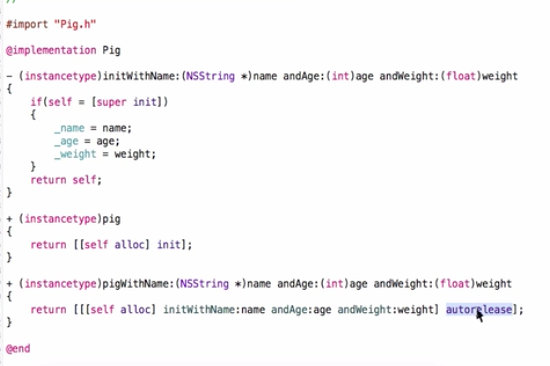 //
#import "Pig.h"
@implementation Pig
- (instancetype)initWithName:(NSString *)name andAge:(int)age andWeight:(float)weight
{
if(self = [super init])
{
_name = name;
_age = age;
_weight = weight;
}
return self;
}
+ (instancetype)pig
{
return [[self alloc] init];
}
+ (instancetype)pigWithName:(NSString *)name andAge:(int)age andWeight:(float)weight
{
return [[[self alloc] initWithName:name andAge:age andWeight:weight] autorelease];
}
@end